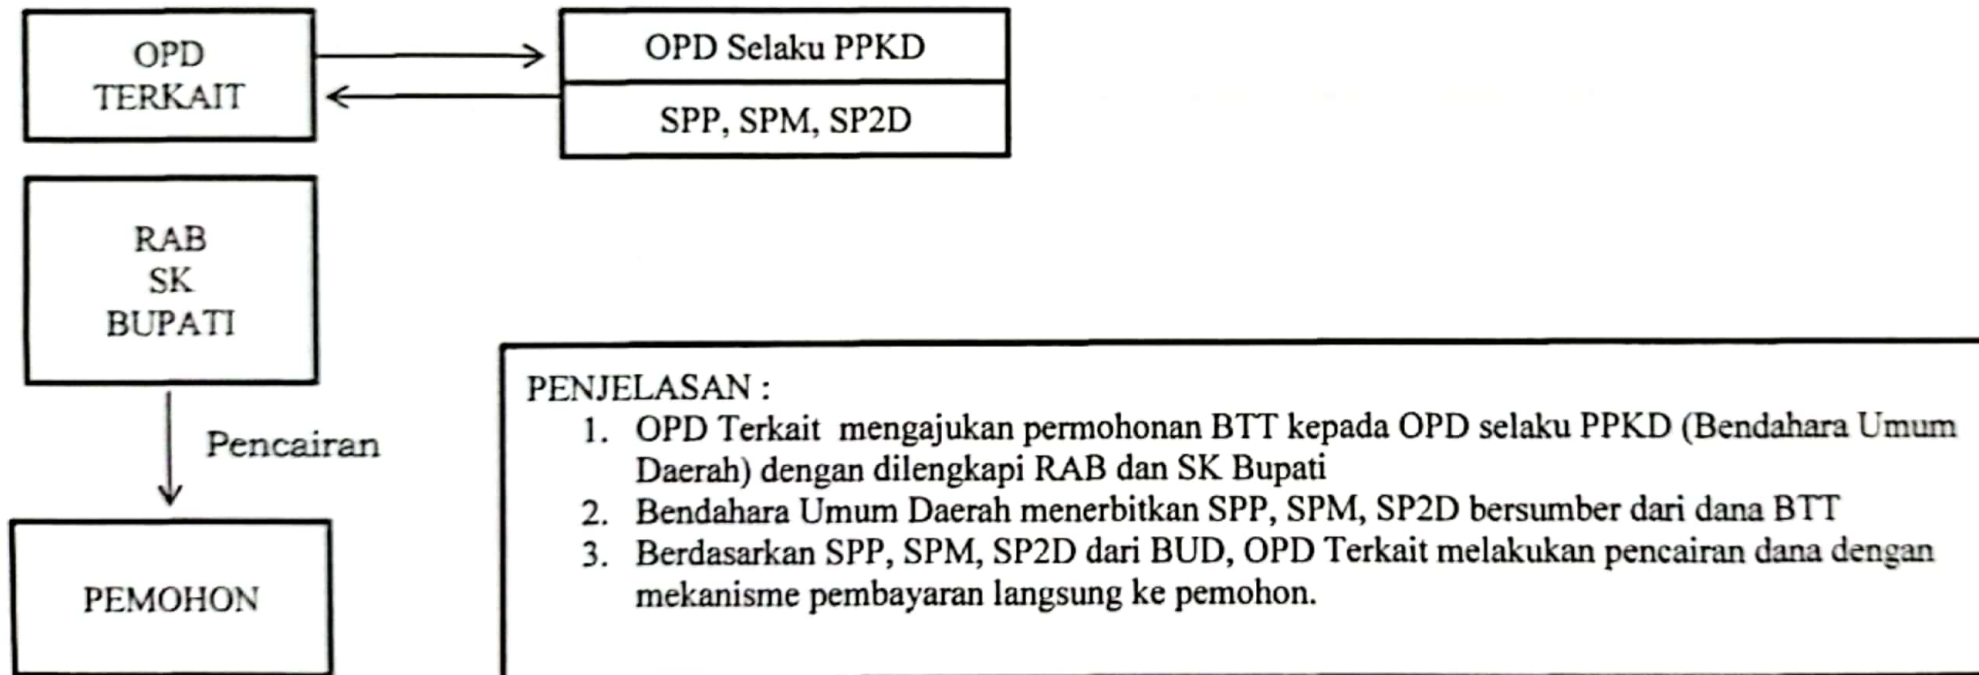 OPD
TERKAIT
OPD Selaku PPKD
SPP, SPM, SP2D
RAB
SK
BUPATI
Pencairan
PEMOHON
PENJELASAN :
1. OPD Terkait mengajukan permohonan BTT kepada OPD selaku PPKD (Bendahara Umum
Daerah) dengan dilengkapi RAB dan SK Bupati
2. Bendahara Umum Daerah menerbitkan SPP, SPM, SP2D bersumber dari dana BTT
3. Berdasarkan SPP, SPM, SP2D dari BUD, OPD Terkait melakukan pencairan dana dengan
mekanisme pembayaran langsung ke pemohon.